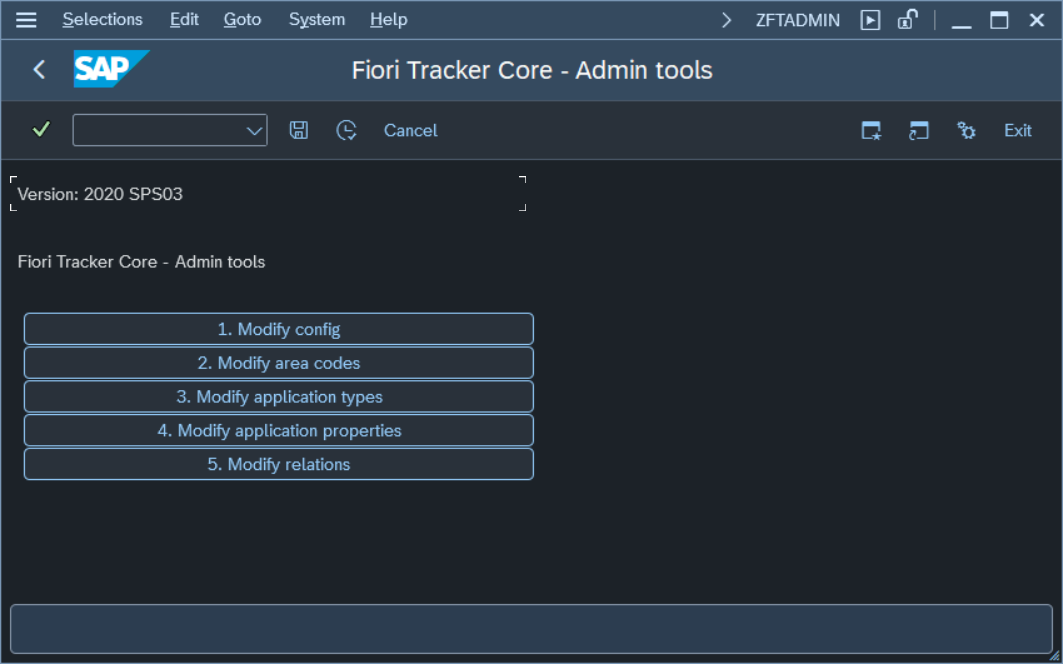 Selections Edit Goto System Help ZFTADMIN
SAP Fiori Tracker Core - Admin tools
Cancel Exit
Version: 2020 SPS03
Fiori Tracker Core - Admin tools
1. Modify config
2. Modify area codes
3. Modify application types
4. Modify application properties
5. Modify relations